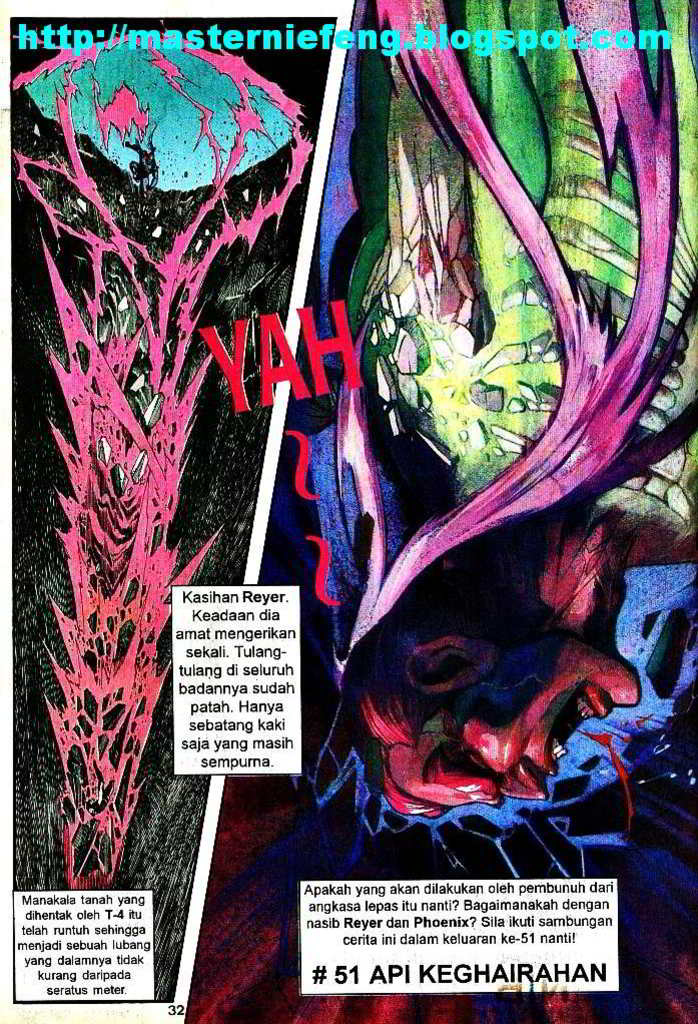 http://masterniefeng.blogspot.com
YAH
Kasihan Reyer.
Keadaan dia
amat mengerikan
sekali. Tulang-
tulang di seluruh
badannya sudah
patah. Hanya
sebatang kaki
saja yang masih
sempurna.
Manakala tanah yang
dihentak oleh T-4 itu
telah runtuh sehingga
menjadi sebuah lubang
yang dalamnya tidak
kurang daripada
seratus meter.
Apakah yang akan dilakukan oleh pembunuh dari
angkasa lepas itu nanti? Bagaimanakah dengan
nasib Reyer dan Phoenix? Sila ikuti sambungan
cerita ini dalam keluaran ke-51 nanti!
# 51 API KEGHAIRAHAN
32